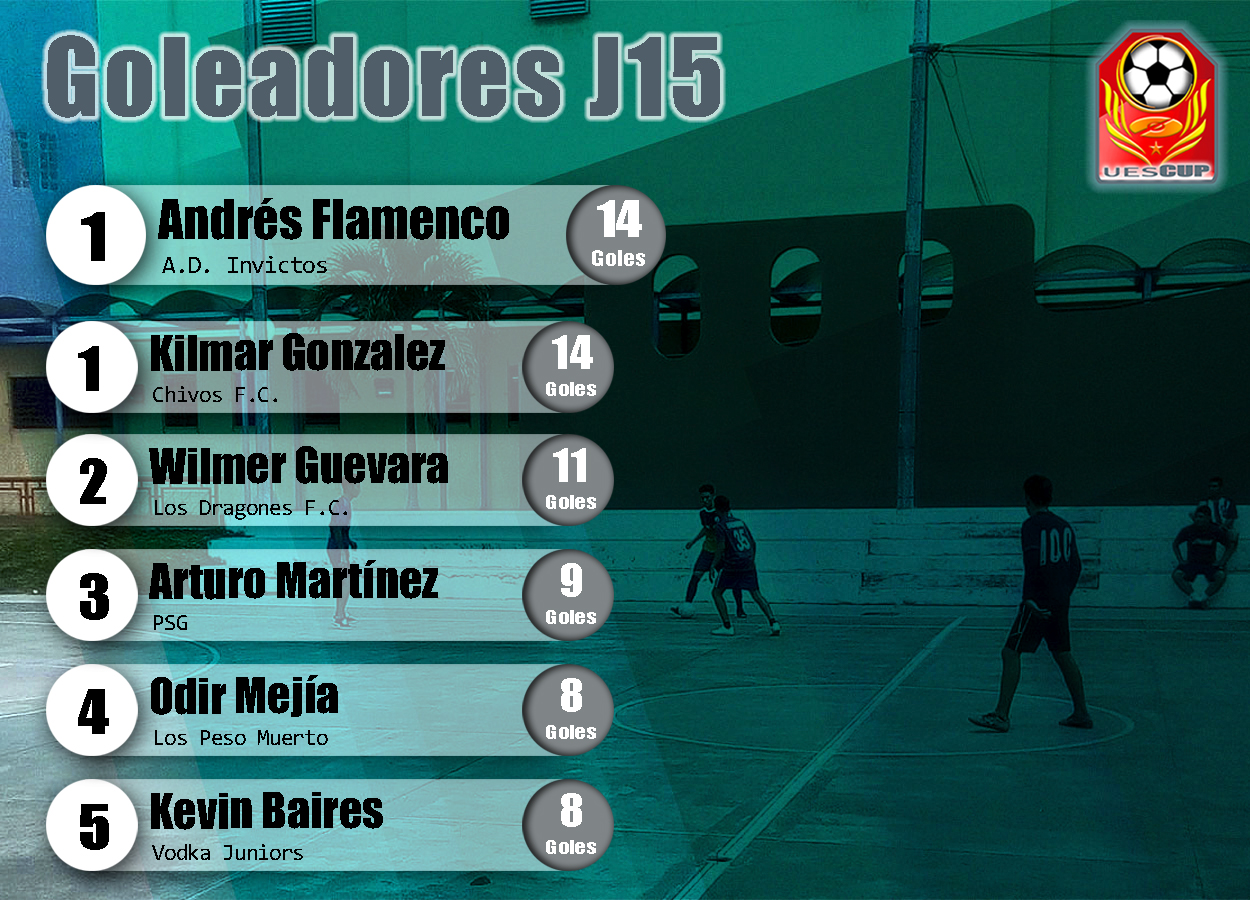 Goleadores J15
UESCUP
1
Andrés Flamenco
A.D. Invictos
14
Goles
1
Kilmar Gonzalez
Chivos F.C.
14
Goles
2
Wilmer Guevara
Los Dragones F.C.
11
Goles
3
Arturo Martínez
PSG
9
Goles
4
Odir Mejía
Los Peso Muerto
8
Goles
5
Kevin Baires
Vodka Juniors
8
Goles
35